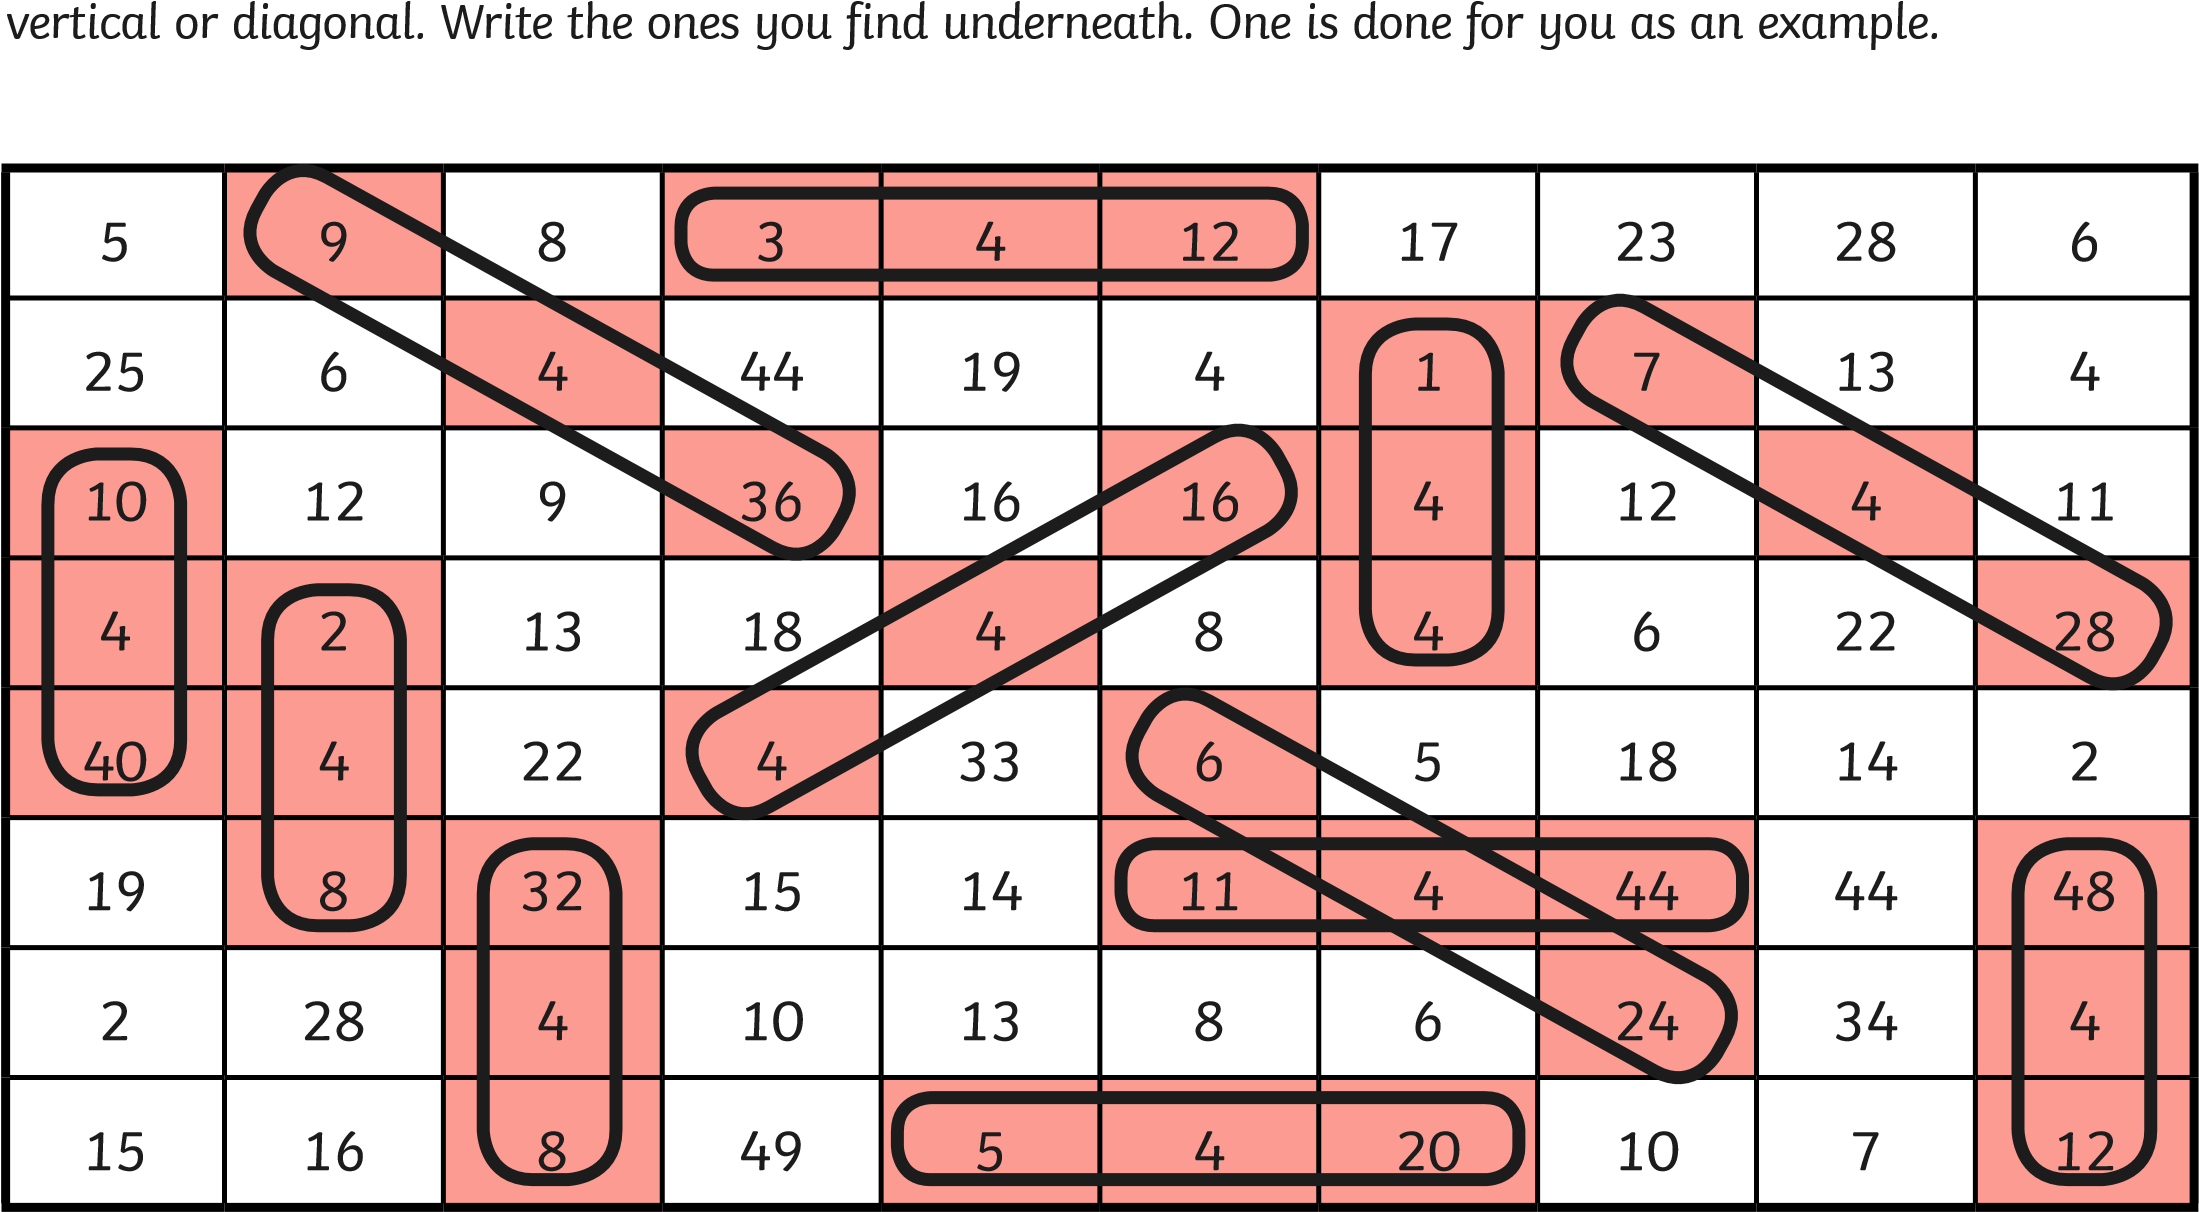 vertical or diagonal. Write the ones you find underneath. One is done for you as an example.
5 9 8 3 4 12 17 23 28 6
25 6 4 44 19 4 1 7 13 4
10 12 9 36 16 16 4 12 4 11
4 2 13 18 4 8 4 6 22 28
40 4 22 4 33 6 5 18 14 2
19 8 32 15 14 11 4 44 44 48
2 28 4 10 13 8 6 24 34 4
15 16 8 49 5 4 20 10 7 12